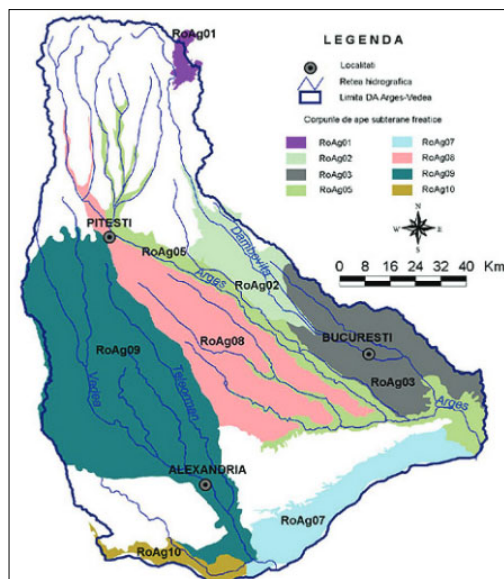 RoAg01
LEGENDA
Localitati
Retea hidrografica
Limita DA Arges-Vedea
Corpurile de ape subterane freatice
RoAg01
RoAg02
RoAg03
RoAg05
RoAg07
RoAg08
RoAg09
RoAg10
N
W
E
S
0 8 16 24 32 40 Km
PITESTI
RoAg05
Dambovita
Arges
RoAg02
BUCURESTI
RoAg08
RoAg09
Vedea
Teleorman
RoAg03
Arges
ALEXANDRIA
RoAg07
RoAg10